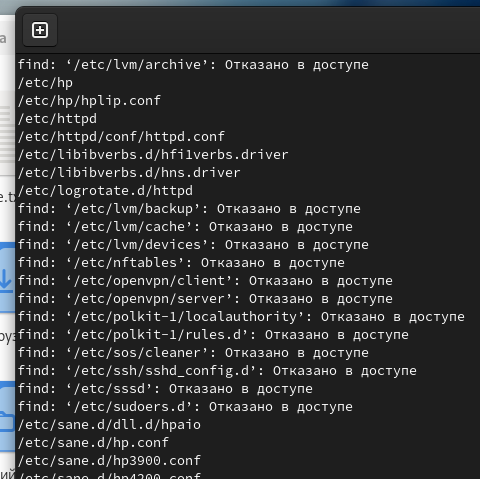 find: ‘/etc/lvm/archive’: Отказано в доступе
/etc/hp
/etc/hp/hplip.conf
/etc/httpd
/etc/httpd/conf/httpd.conf
/etc/libibverbs.d/hfi1verbs.driver
/etc/libibverbs.d/hns.driver
/etc/logrotate.d/httpd
find: ‘/etc/lvm/backup’: Отказано в доступе
find: ‘/etc/lvm/cache’: Отказано в доступе
find: ‘/etc/lvm/devices’: Отказано в доступе
find: ‘/etc/nftables’: Отказано в доступе
find: ‘/etc/openvpn/client’: Отказано в доступе
find: ‘/etc/openvpn/server’: Отказано в доступе
find: ‘/etc/polkit-1/localauthority’: Отказано в доступе
find: ‘/etc/polkit-1/rules.d’: Отказано в доступе
find: ‘/etc/sos/cleaner’: Отказано в доступе
find: ‘/etc/ssh/sshd_config.d’: Отказано в доступе
find: ‘/etc/sssd’: Отказано в доступе
find: ‘/etc/sudoers.d’: Отказано в доступе
/etc/sane.d/dll.d/hpaio
/etc/sane.d/hp.conf
/etc/sane.d/hp3900.conf
/etc/sane.d/hp4200.conf